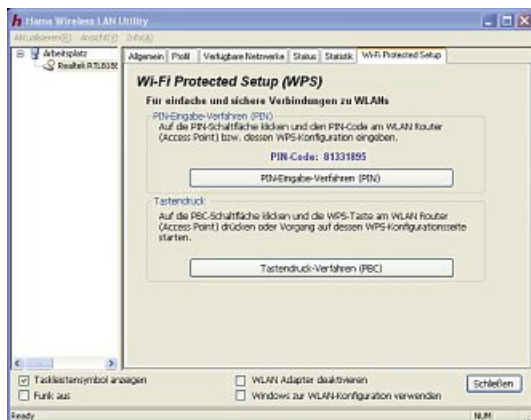 Hama Wireless LAN Utility
Aktualisieren(R) Ansicht(V) Info(A)
Arbeitsplatz
Realtek RTL818
Allgemein Profil Verfügbare Netzwerke Status Statistik Wi-Fi Protected Setup
Wi-Fi Protected Setup (WPS)
Für einfache und sichere Verbindungen zu WLANs
PIN-Eingabe-Verfahren (PIN)
Auf die PIN-Schaltfläche klicken und den PIN-Code am WLAN Router
(Access Point) bzw. dessen WPS-Konfiguration eingeben.
PIN-Code: 81331895
PIN-Eingabe-Verfahren (PIN)
Tastendruck
Auf die PBC-Schaltfläche klicken und die WPS-Taste am WLAN Router
(Access Point) drücken oder Vorgang auf dessen WPS-Konfigurationsseite
starten.
Tastendruck-Verfahren (PBC)
Taskleistensymbol anzeigen
WLAN Adapter deaktivieren
Schließen
Funk aus
Windows zur WLAN-Konfiguration verwenden
Ready
NUM